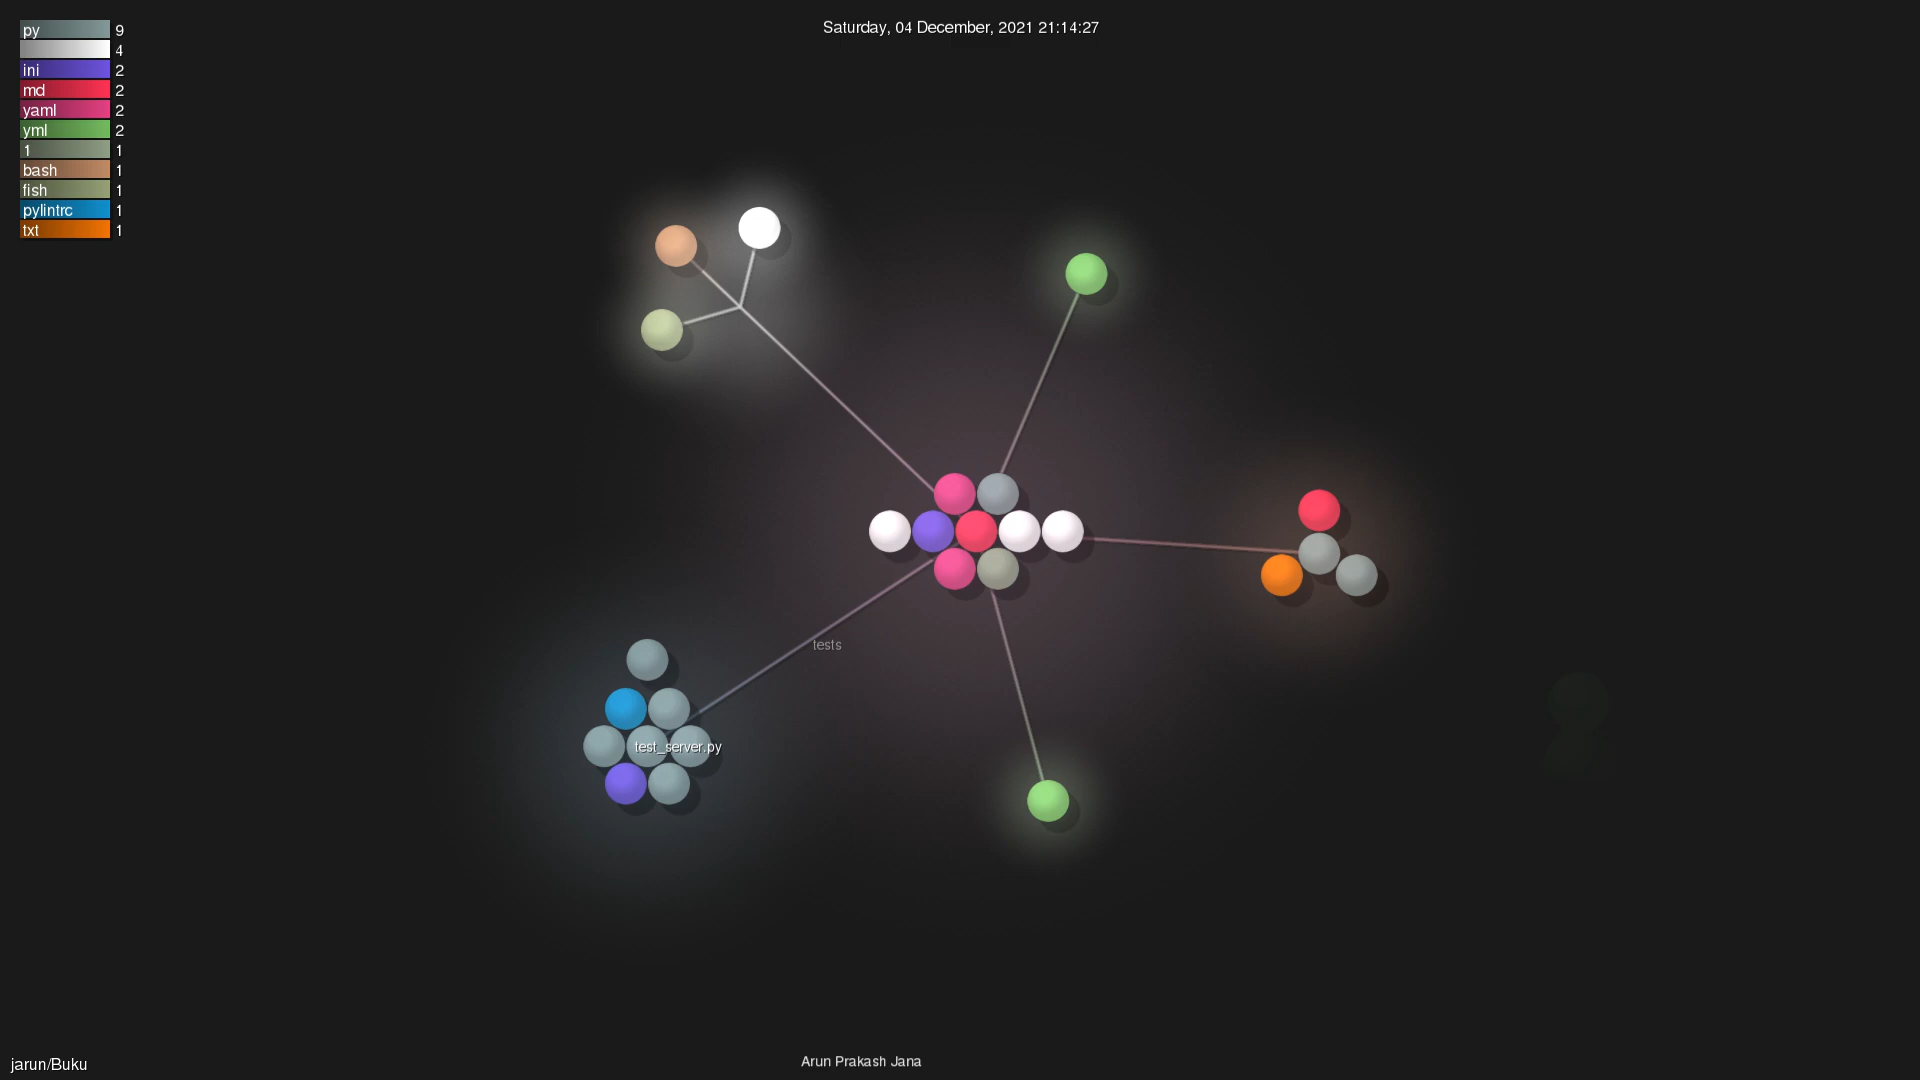 Saturday, 04 December, 2021 21:14:27
py 9
4
ini 2
md 2
yaml 2
yml 2
1 1
bash 1
fish 1
pylintrc 1
txt 1
tests
test_server.py
jarun/Buku
Arun Prakash Jana